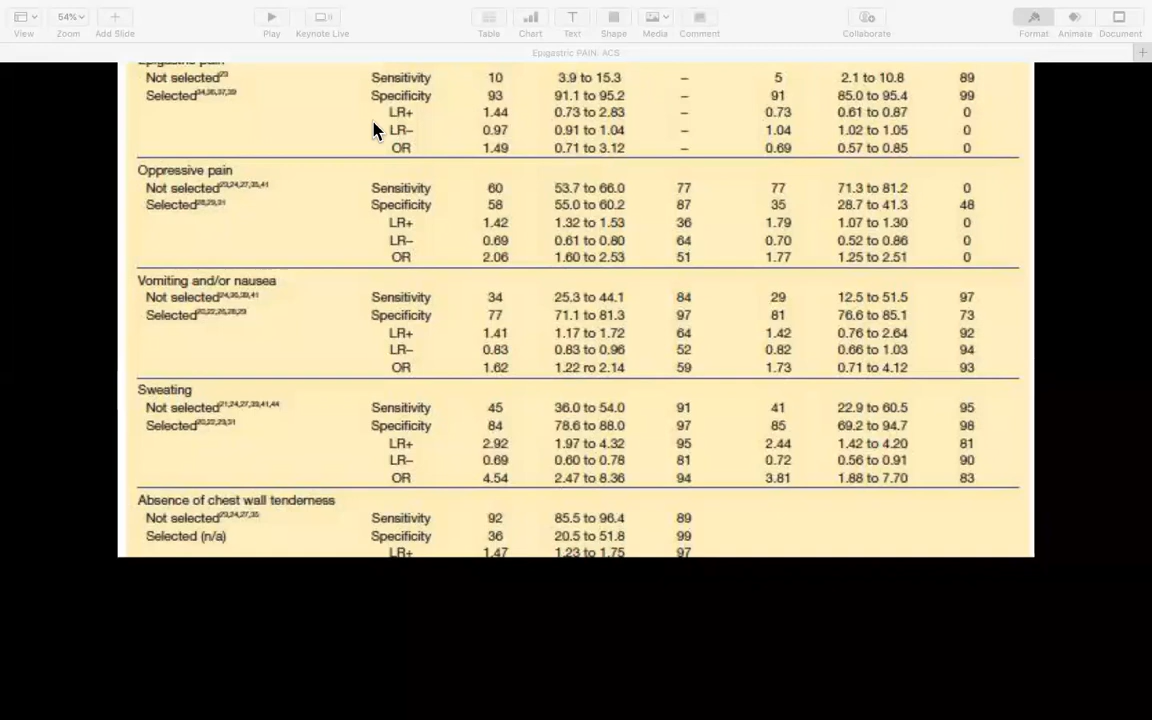 View 54% Zoom Add Slide Play Keynote Live Table Chart Text Shape Media Comment Collaborate Format Animate Document
Epigastric PAIN. ACS
Epigastric pain
Not selected Sensitivity 10 3.9 to 15.3 – 5 2.1 to 10.8 89
Selected Specificity 93 91.1 to 95.2 – 91 85.0 to 95.4 99
LR+ 1.44 0.73 to 2.83 – 0.73 0.61 to 0.87 0
LR– 0.97 0.91 to 1.04 – 1.04 1.02 to 1.05 0
OR 1.49 0.71 to 3.12 – 0.69 0.57 to 0.85 0
Oppressive pain
Not selected Sensitivity 60 53.7 to 66.0 77 77 71.3 to 81.2 0
Selected Specificity 58 55.0 to 60.2 87 35 28.7 to 41.3 48
LR+ 1.42 1.32 to 1.53 36 1.79 1.07 to 1.30 0
LR– 0.69 0.61 to 0.80 64 0.70 0.52 to 0.86 0
OR 2.06 1.60 to 2.53 51 1.77 1.25 to 2.51 0
Vomiting and/or nausea
Not selected Sensitivity 34 25.3 to 44.1 84 29 12.5 to 51.5 97
Selected Specificity 77 71.1 to 81.3 97 81 76.6 to 85.1 73
LR+ 1.41 1.17 to 1.72 64 1.42 0.76 to 2.64 92
LR– 0.83 0.83 to 0.96 52 0.82 0.66 to 1.03 94
OR 1.62 1.22 ro 2.14 59 1.73 0.71 to 4.12 93
Sweating
Not selected Sensitivity 45 36.0 to 54.0 91 41 22.9 to 60.5 95
Selected Specificity 84 78.6 to 88.0 97 85 69.2 to 94.7 98
LR+ 2.92 1.97 to 4.32 95 2.44 1.42 to 4.20 81
LR– 0.69 0.60 to 0.78 81 0.72 0.56 to 0.91 90
OR 4.54 2.47 to 8.36 94 3.81 1.88 to 7.70 83
Absence of chest wall tenderness
Not selected Sensitivity 92 85.5 to 96.4 89
Selected (n/a) Specificity 36 20.5 to 51.8 99
LR+ 1.47 1.23 to 1.75 97